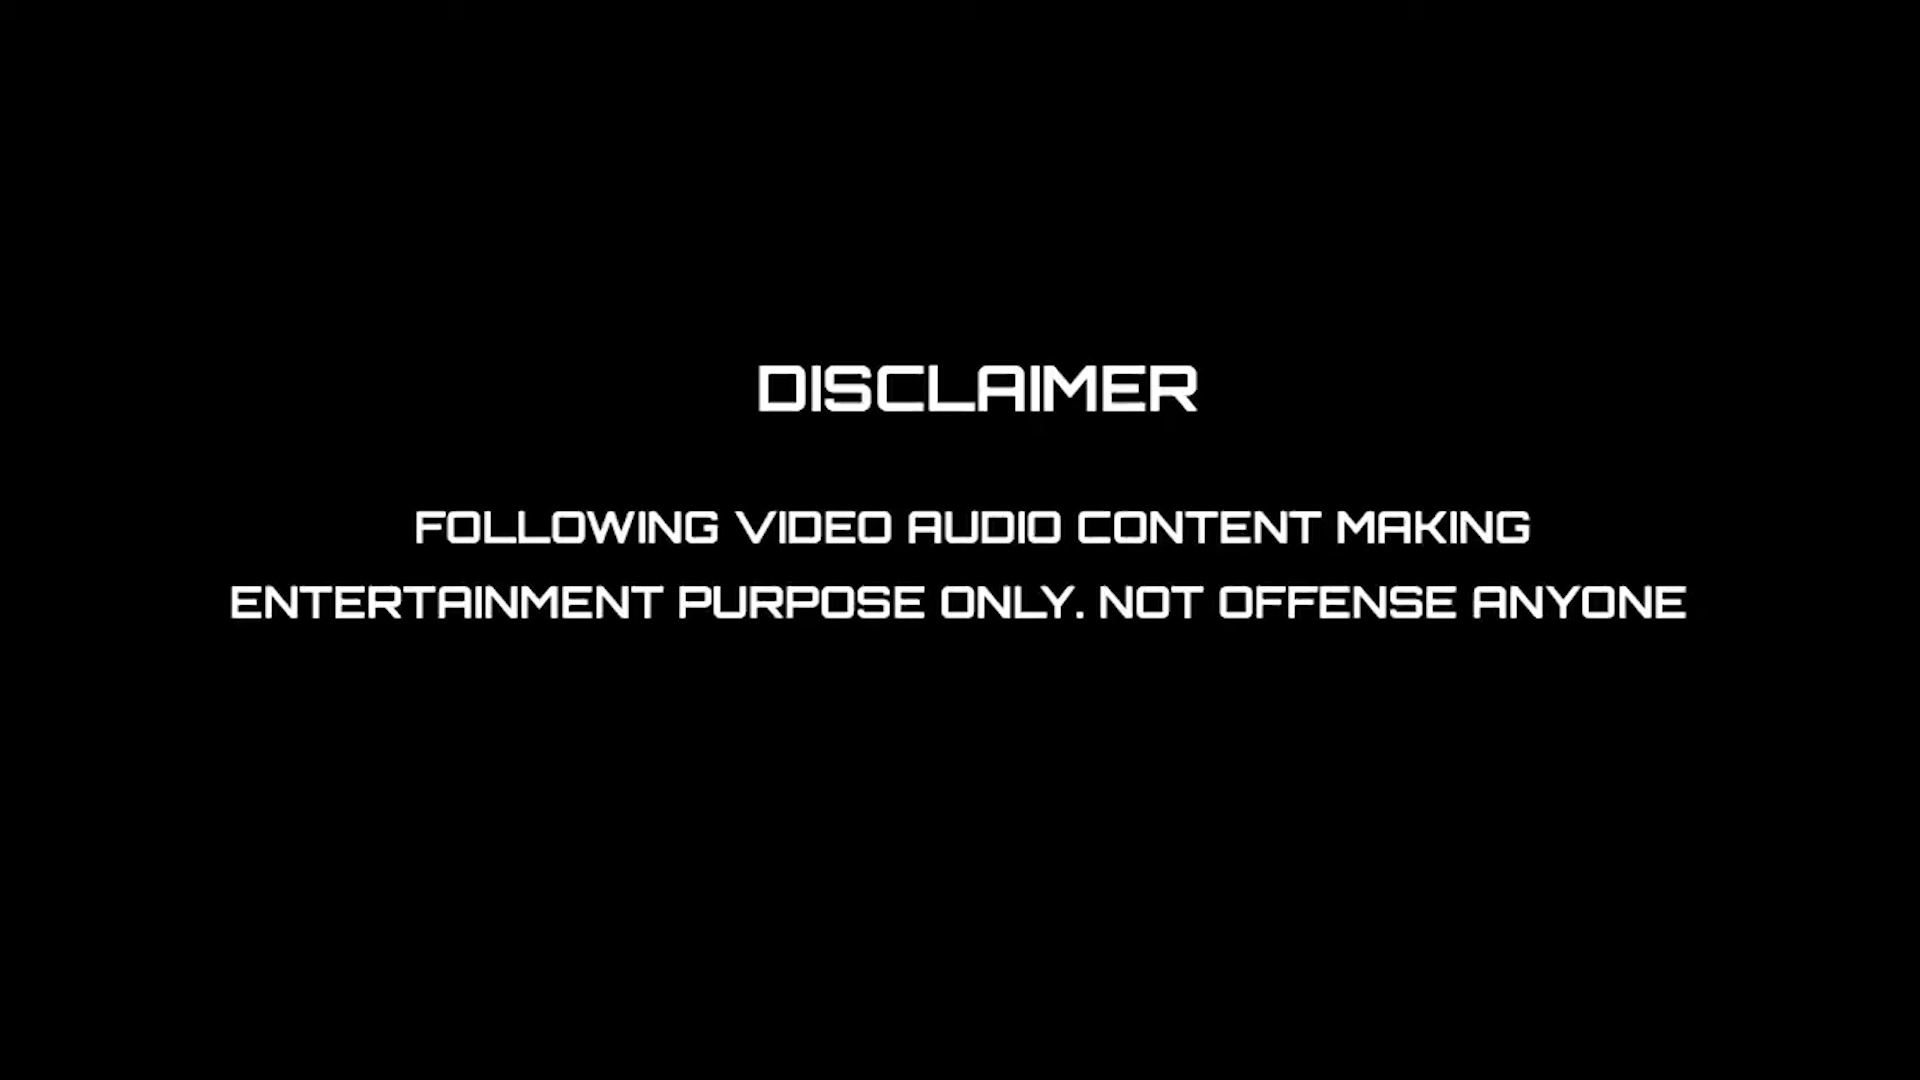 DISCLAIMER
FOLLOWING VIDEO AUDIO CONTENT MAKING
ENTERTAINMENT PURPOSE ONLY. NOT OFFENSE ANYONE